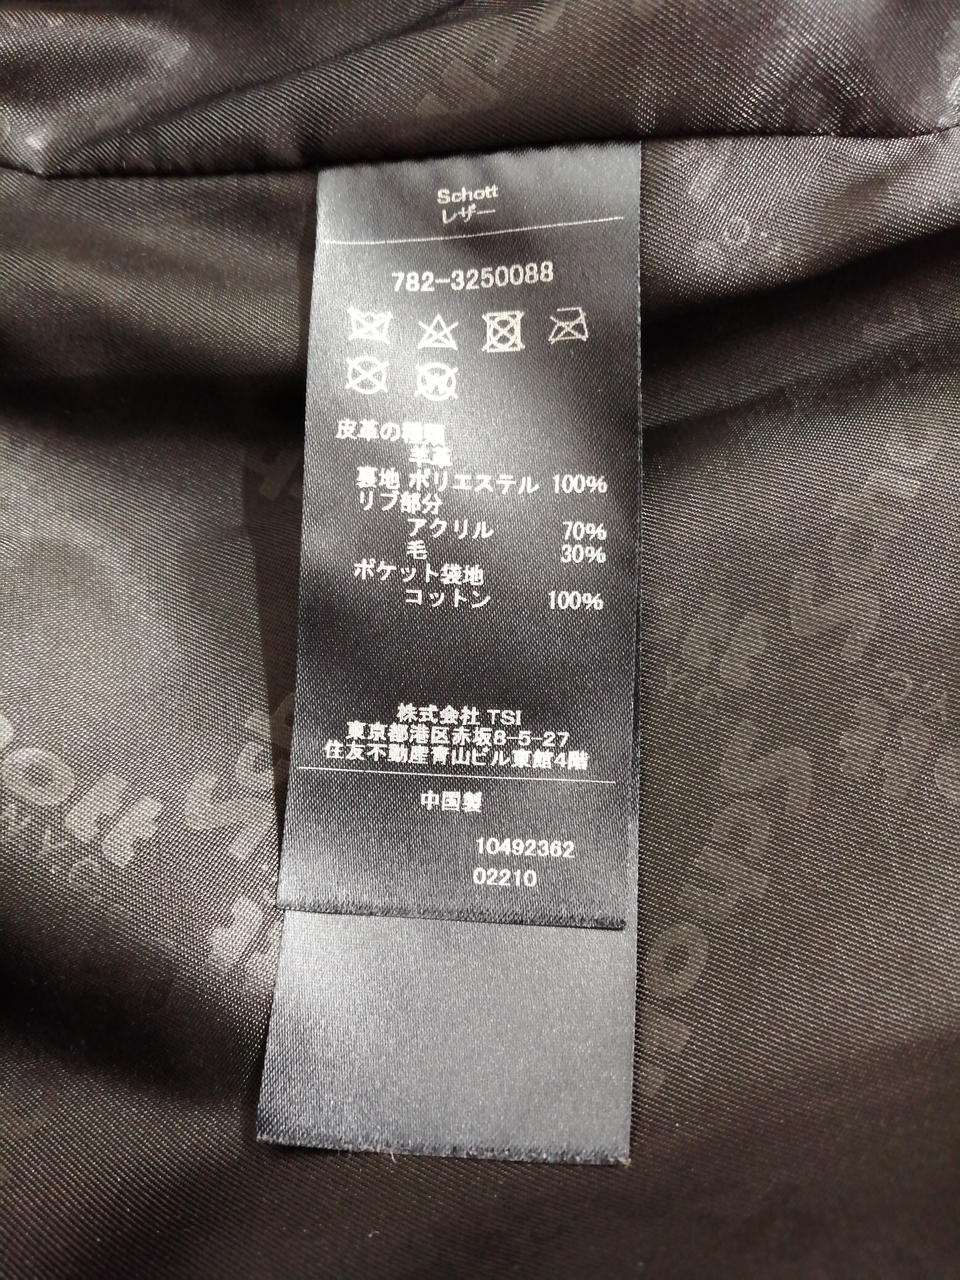 Schott
レザー
782-3250088
皮革の種類
羊革
裏地 ポリエステル 100%
リブ部分
アクリル 70%
毛 30%
ポケット袋地
コットン 100%
株式会社 TSI
東京都港区赤坂8-5-27
住友不動産青山ビル東館4階
中国製
10492362
02210